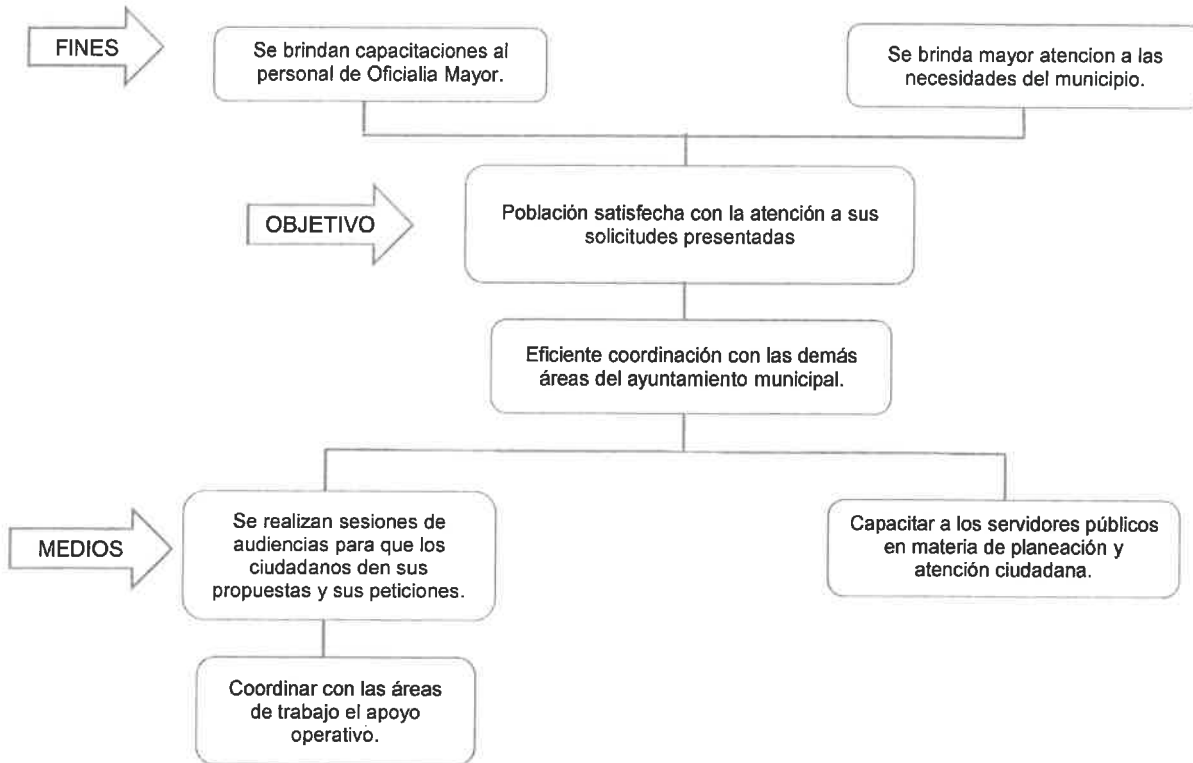 FINES
Se brindan capacitaciones al
personal de Oficialia Mayor.
Se brinda mayor atencion a las
necesidades del municipio.
OBJETIVO
Población satisfecha con la atención a sus
solicitudes presentadas
Eficiente coordinación con las demás
áreas del ayuntamiento municipal.
MEDIOS
Se realizan sesiones de
audiencias para que los
ciudadanos den sus
propuestas y sus peticiones.
Capacitar a los servidores públicos
en materia de planeación y
atención ciudadana.
Coordinar con las áreas
de trabajo el apoyo
operativo.